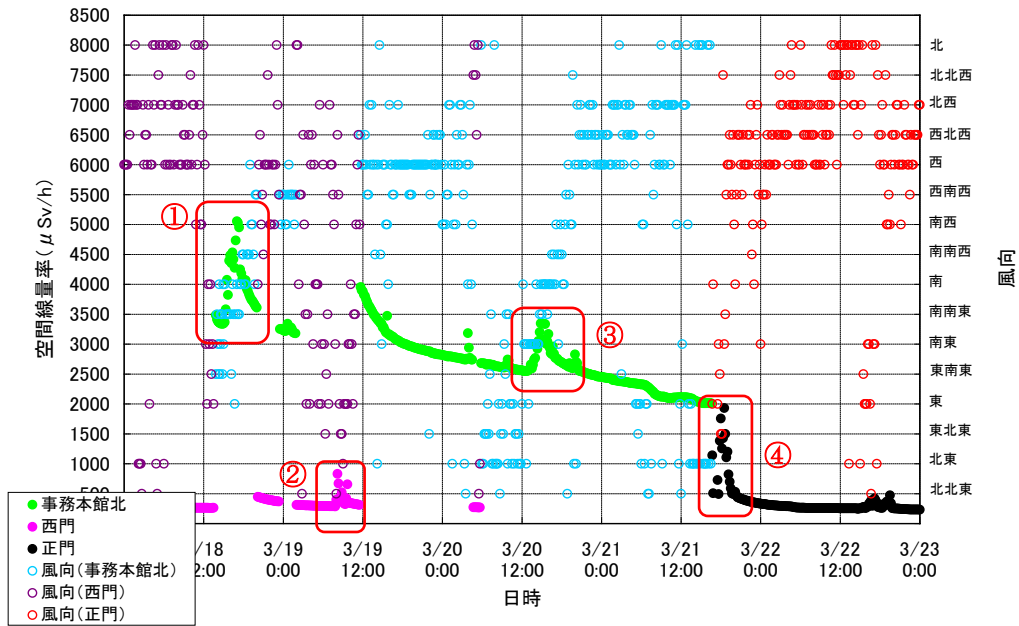 8500
8000
7500
7000
6500
6000
5500
5000
4500
4000
3500
3000
2500
2000
1500
1000
500
空間線量率(μSv/h)
北
北北西
北西
西北西
西
西南西
南西
南南西
南
南南東
南東
東南東
東
東北東
北東
北北東
風向
①
②
③
④
/18
2:00
3/19
0:00
3/19
12:00
3/20
0:00
3/20
12:00
3/21
0:00
3/21
12:00
3/22
0:00
3/22
12:00
3/23
0:00
日時
事務本館北
西門
正門
風向(事務本館北)
風向(西門)
風向(正門)